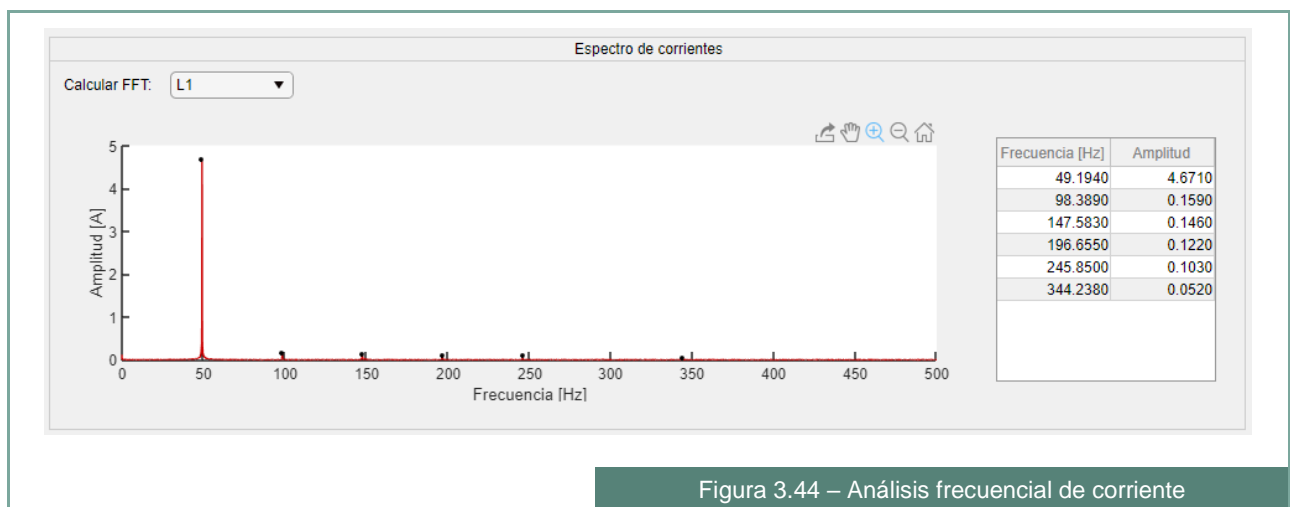 Espectro de corrientes
Calcular FFT: L1
5
4
3
2
1
0
Amplitud [A]
0 50 100 150 200 250 300 350 400 450 500
Frecuencia [Hz]
Frecuencia [Hz] Amplitud
49.1940 4.6710
98.3890 0.1590
147.5830 0.1460
196.6550 0.1220
245.8500 0.1030
344.2380 0.0520
Figura 3.44 – Análisis frecuencial de corriente